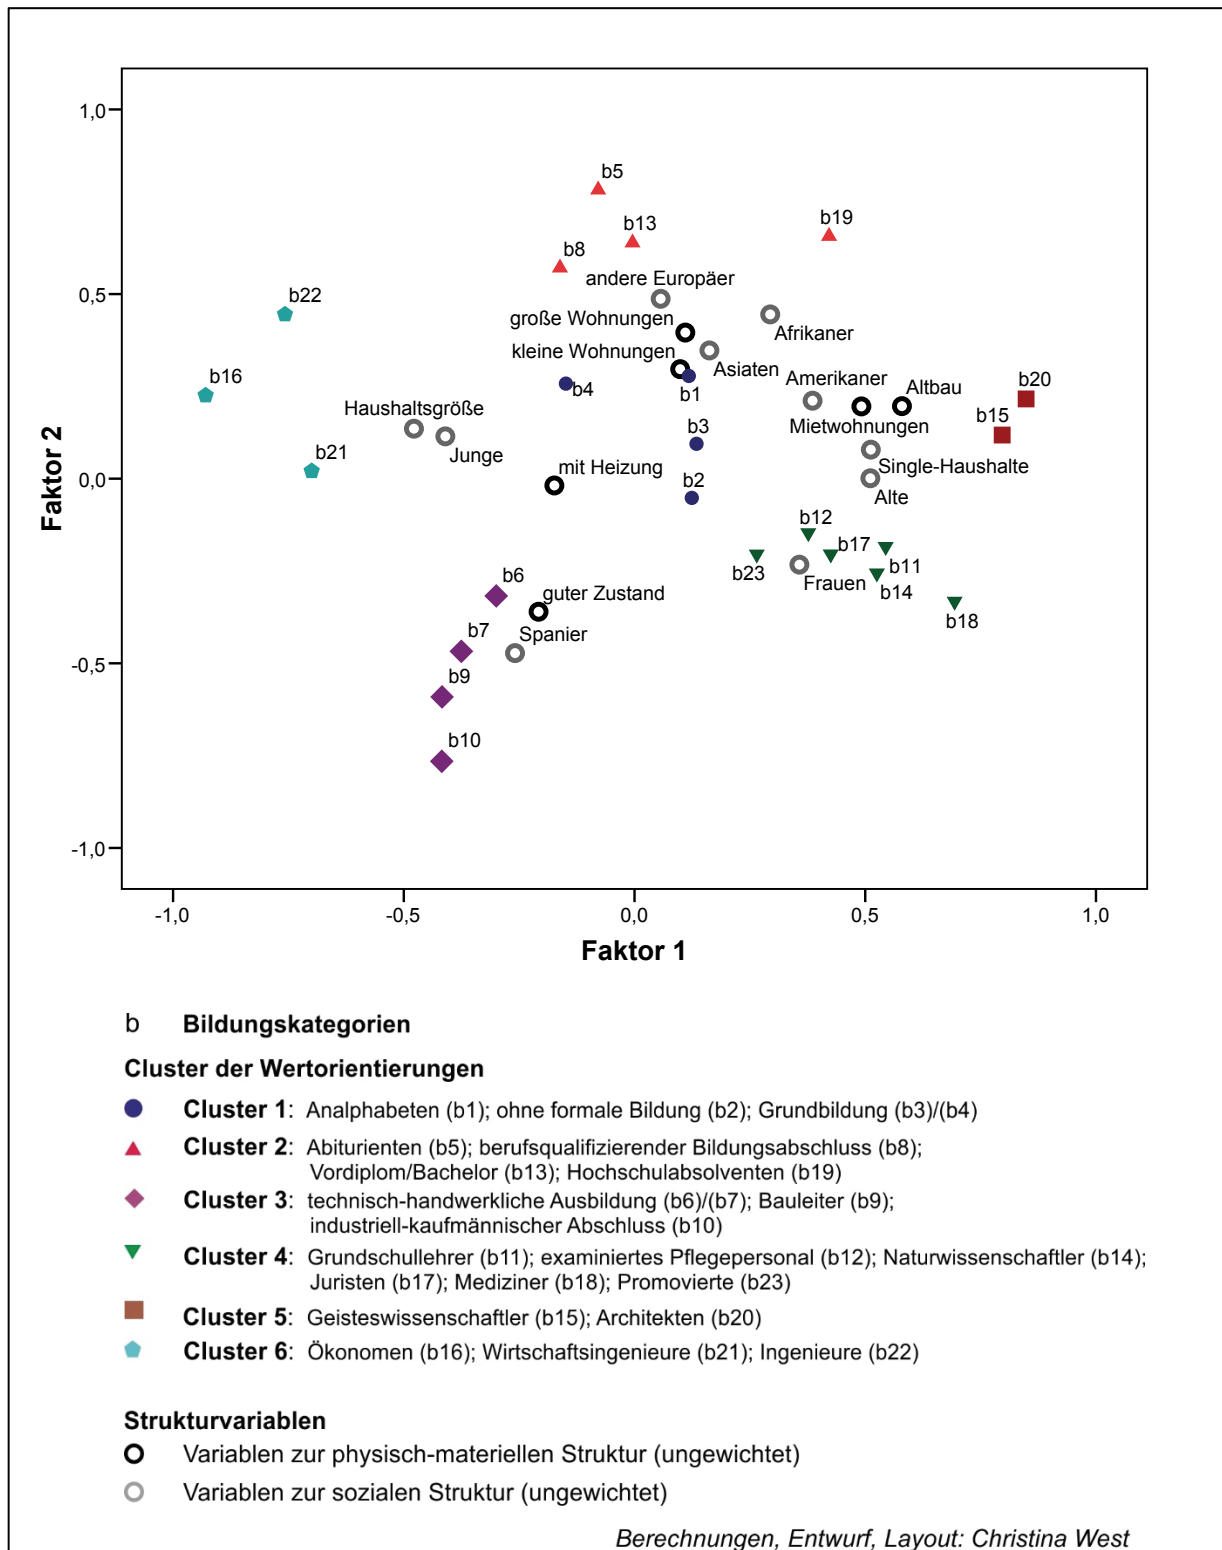 1,0
b5
b13
b19
b8
andere Europäer
0,5
b22
große Wohnungen
Afrikaner
kleine Wohnungen
Asiaten
b16
b4
b1
Amerikaner
Altbau
b20
Haushaltsgröße
b3
Mietwohnungen
b15
b21
Junge
mit Heizung
Single-Haushalte
Faktor 2
0,0
b2
Alte
b12
b17
b11
b23
Frauen
b14
b6
guter Zustand
b18
b7
Spanier
-0,5
b9
b10
-1,0
-1,0
-0,5
0,0
0,5
1,0
Faktor 1
b Bildungskategorien
Cluster der Wertorientierungen
Cluster 1: Analphabeten (b1); ohne formale Bildung (b2); Grundbildung (b3)/(b4)
Cluster 2: Abiturienten (b5); berufsqualifizierender Bildungsabschluss (b8);
Vordiplom/Bachelor (b13); Hochschulabsolventen (b19)
Cluster 3: technisch-handwerkliche Ausbildung (b6)/(b7); Bauleiter (b9);
industriell-kaufmännischer Abschluss (b10)
Cluster 4: Grundschullehrer (b11); examiniertes Pflegepersonal (b12); Naturwissenschaftler (b14);
Juristen (b17); Mediziner (b18); Promovierte (b23)
Cluster 5: Geisteswissenschaftler (b15); Architekten (b20)
Cluster 6: Ökonomen (b16); Wirtschaftsingenieure (b21); Ingenieure (b22)
Strukturvariablen
Variablen zur physisch-materiellen Struktur (ungewichtet)
Variablen zur sozialen Struktur (ungewichtet)
Berechnungen, Entwurf, Layout: Christina West